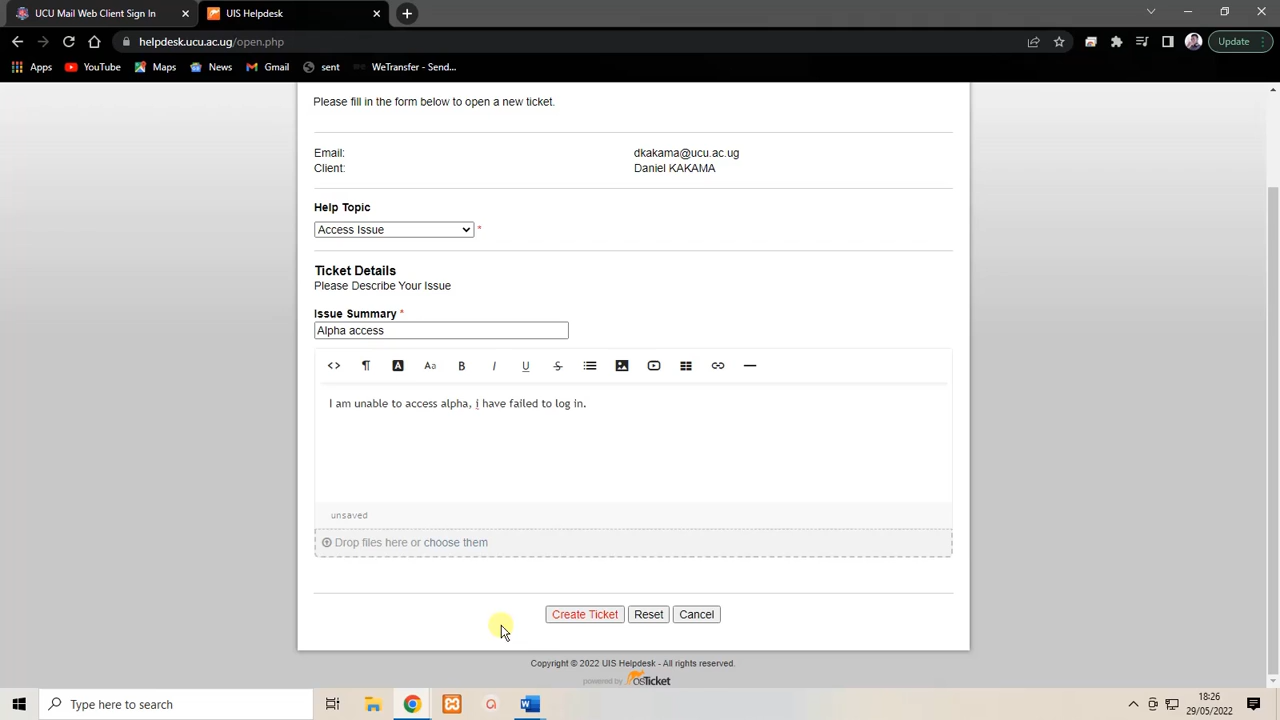 UCU Mail Web Client Sign In
UIS Helpdesk
helpdesk.ucu.ac.ug/open.php
Update
Apps
YouTube
Maps
News
Gmail
sent
WeTransfer - Send...
Please fill in the form below to open a new ticket.
Email:
dkakama@ucu.ac.ug
Client:
Daniel KAKAMA
Help Topic
Access Issue
*
Ticket Details
Please Describe Your Issue
Issue Summary *
Alpha access
Aa
B
I
U
S
I am unable to access alpha, i have failed to log in.
unsaved
Drop files here or choose them
Create Ticket
Reset
Cancel
Copyright © 2022 UIS Helpdesk - All rights reserved.
powered by osTicket
Type here to search
18:26
29/05/2022